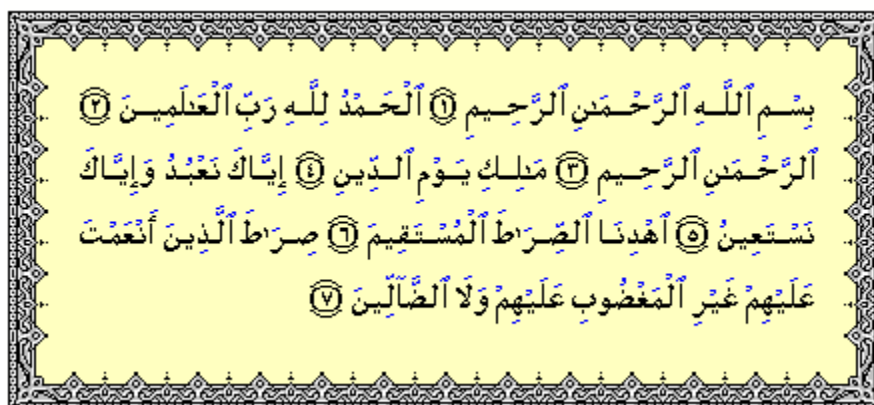 بِسْمِ ٱللَّهِ ٱلرَّحْمَٰنِ ٱلرَّحِيمِ ١ ٱلْحَمْدُ لِلَّهِ رَبِّ ٱلْعَٰلَمِينَ ٢
ٱلرَّحْمَٰنِ ٱلرَّحِيمِ ٣ مَٰلِكِ يَوْمِ ٱلدِّينِ ٤ إِيَّاكَ نَعْبُدُ وَإِيَّاكَ
نَسْتَعِينُ ٥ ٱهْدِنَا ٱلصِّرَٰطَ ٱلْمُسْتَقِيمَ ٦ صِرَٰطَ ٱلَّذِينَ أَنْعَمْتَ
عَلَيْهِمْ غَيْرِ ٱلْمَغْضُوبِ عَلَيْهِمْ وَلَا ٱلضَّآلِّينَ ٧